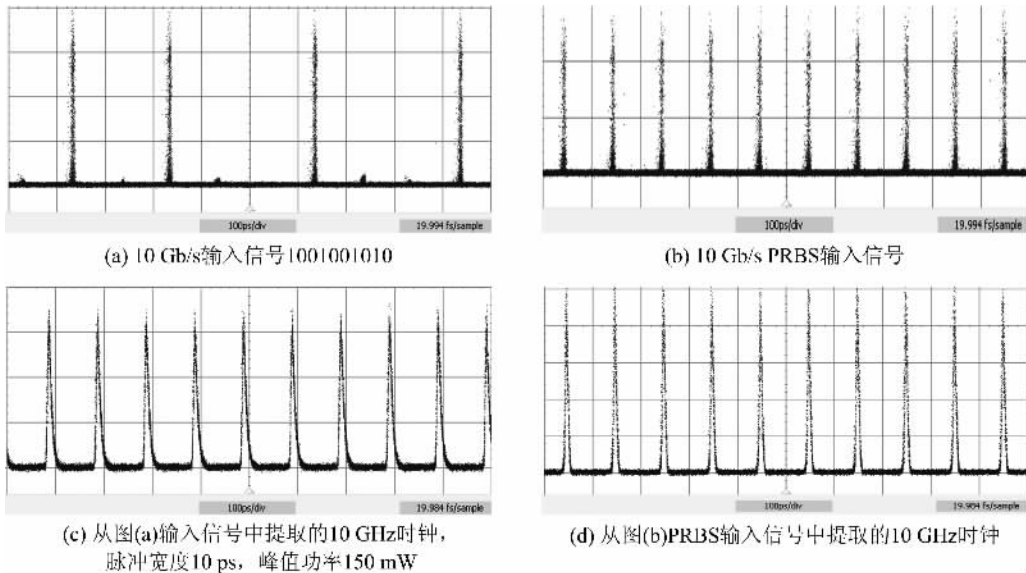 100ps/div 19.994 fs/sample
100ps/div 19.994 fs/sample
(a) 10 Gb/s输入信号1001001010
(b) 10 Gb/s PRBS输入信号
100ps/div 19.984 fs/sample
100ps/div 19.984 fs/sample
(c) 从图(a)输入信号中提取的10 GHz时钟,
脉冲宽度10 ps, 峰值功率150 mW
(d) 从图(b)PRBS输入信号中提取的10 GHz时钟